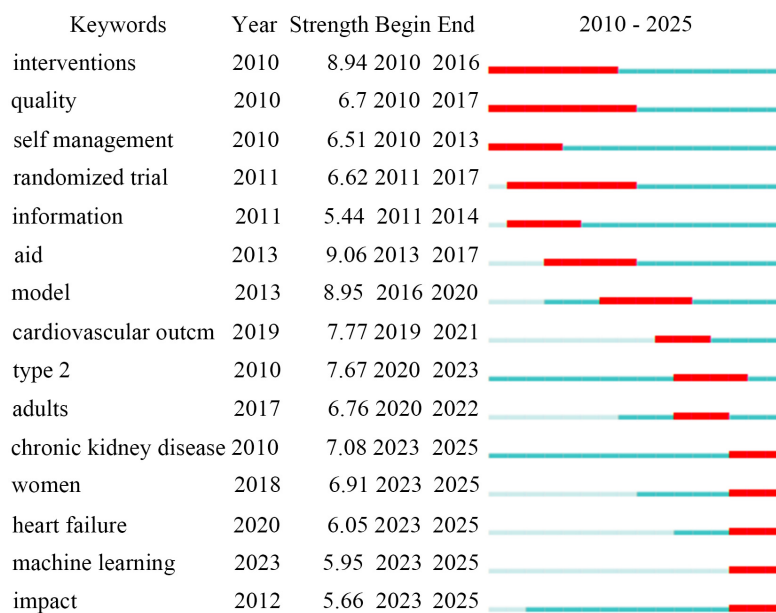 Keywords Year Strength Begin End 2010 - 2025
interventions 2010 8.94 2010 2016
quality 2010 6.7 2010 2017
self management 2010 6.51 2010 2013
randomized trial 2011 6.62 2011 2017
information 2011 5.44 2011 2014
aid 2013 9.06 2013 2017
model 2013 8.95 2016 2020
cardiovascular outcm 2019 7.77 2019 2021
type 2 2010 7.67 2020 2023
adults 2017 6.76 2020 2022
chronic kidney disease 2010 7.08 2023 2025
women 2018 6.91 2023 2025
heart failure 2020 6.05 2023 2025
machine learning 2023 5.95 2023 2025
impact 2012 5.66 2023 2025